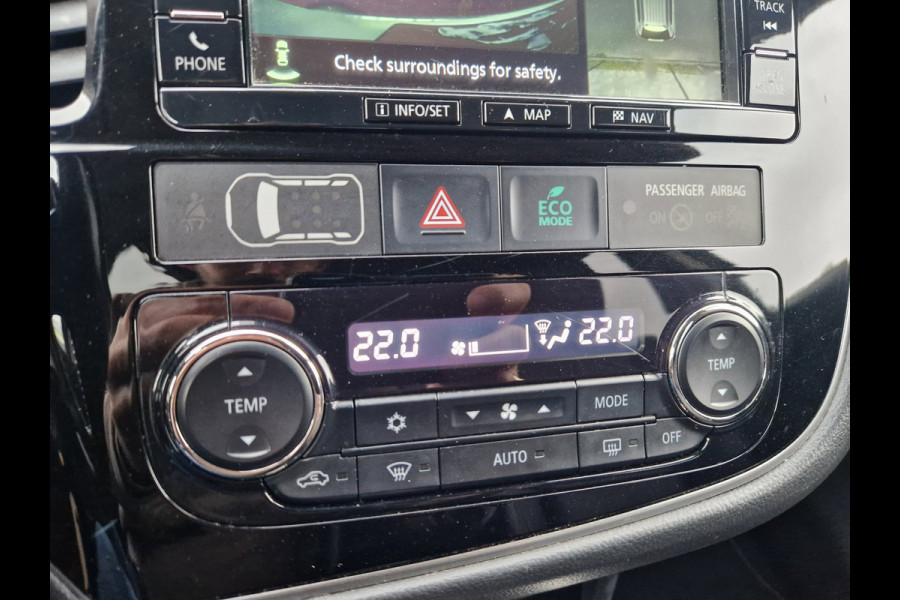 TRACK
PHONE
Check surroundings for safety.
INFO/SET
MAP
NAV
ECO
MODE
PASSENGER AIRBAG
ON OFF
22.0 22.0
TEMP
TEMP
MODE
AUTO
OFF